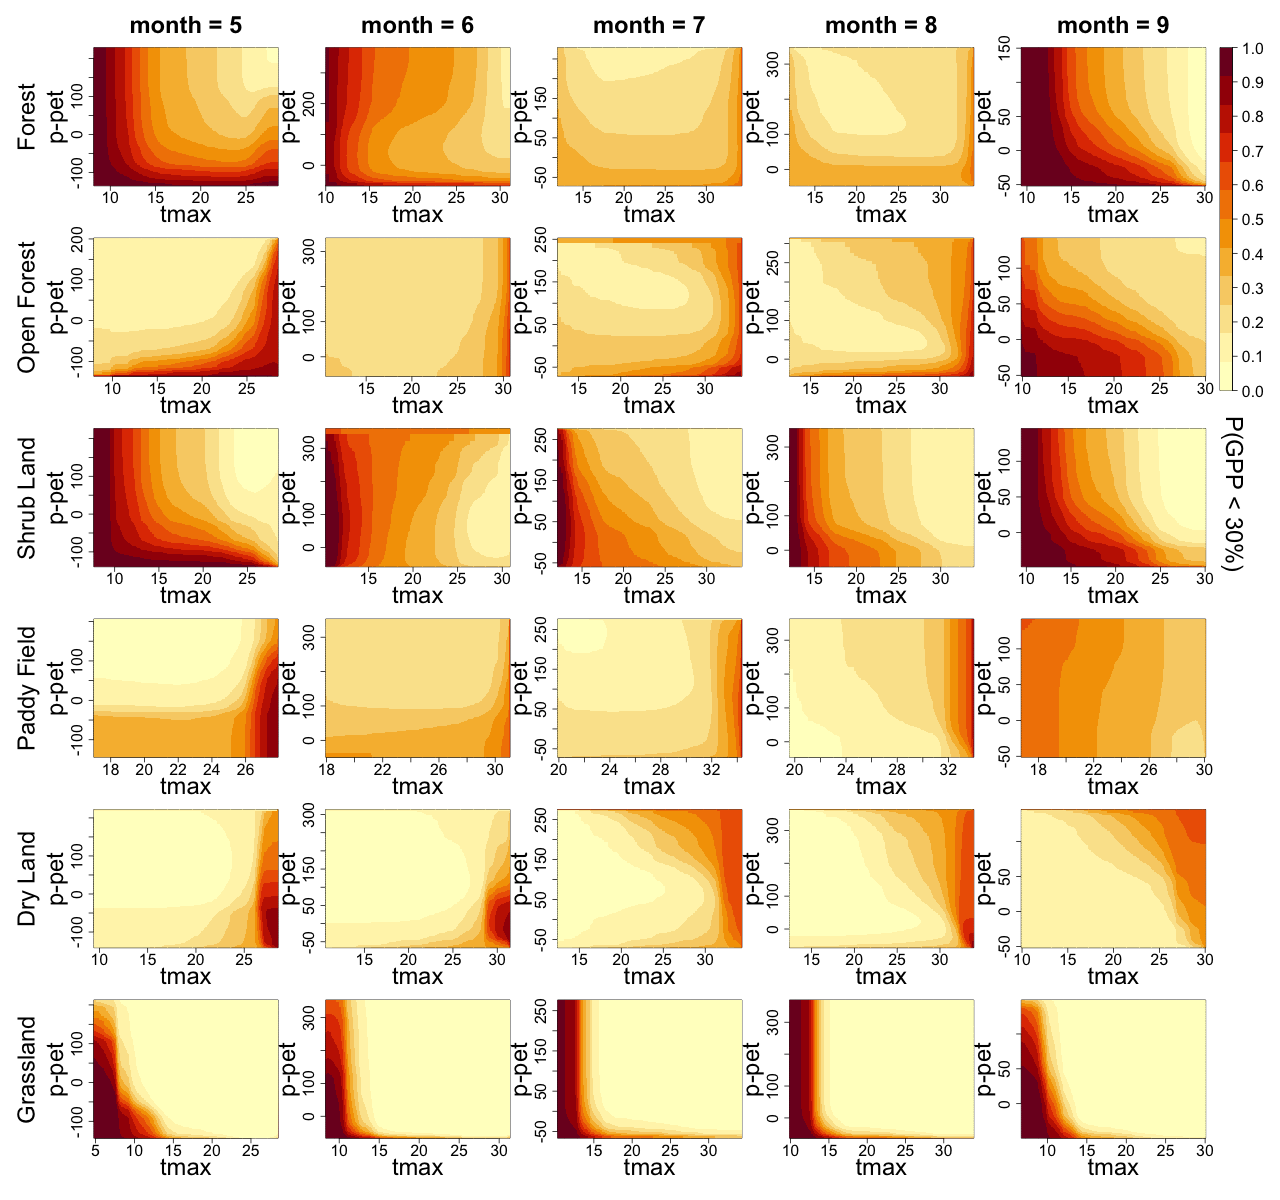 month = 5 month = 6 month = 7 month = 8 month = 9
Forest
p-pet p-pet p-pet p-pet p-pet
-100 0 100
0 200
-50 50 150
0 100 300
-50 0 50 100 150
10 15 20 25
10 15 20 25 30
15 20 25 30
15 20 25 30
10 15 20 25 30
tmax tmax tmax tmax tmax
1.0
0.9
0.8
0.7
0.6
0.5
0.4
0.3
0.2
0.1
0.0
P(GPP < 30%)
Open Forest
p-pet p-pet p-pet p-pet p-pet
-100 0 100 200
0 100 300
-50 50 150 250
0 100 250
-50 0 50 100
10 15 20 25
15 20 25 30
15 20 25 30
15 20 25 30
10 15 20 25 30
tmax tmax tmax tmax tmax
Shrub Land
p-pet p-pet p-pet p-pet p-pet
-100 0 100
0 100 300
-50 50 150 250
0 100 300
0 50 100
10 15 20 25
10 15 20 25 30
15 20 25 30
15 20 25 30
10 15 20 25 30
tmax tmax tmax tmax tmax
Paddy Field
p-pet p-pet p-pet p-pet p-pet
-100 0 100
0 100 300
-50 50 150 250
0 100 300
-50 0 50 100
18 20 22 24 26
18 22 26 30
20 24 28 32
20 24 28 32
18 22 26 30
tmax tmax tmax tmax tmax
Dry Land
p-pet p-pet p-pet p-pet p-pet
-100 0 100
-50 50 150 300
-50 50 150 250
0 100 300
-50 0 50
10 15 20 25
15 20 25 30
15 20 25 30
15 20 25 30
10 15 20 25 30
tmax tmax tmax tmax tmax
Grassland
p-pet p-pet p-pet p-pet p-pet
-100 0 100
0 100 300
-50 50 150 250
0 100 300
0 50
5 10 15 20 25
10 15 20 25 30
15 20 25 30
10 15 20 25 30
10 15 20 25 30
tmax tmax tmax tmax tmax